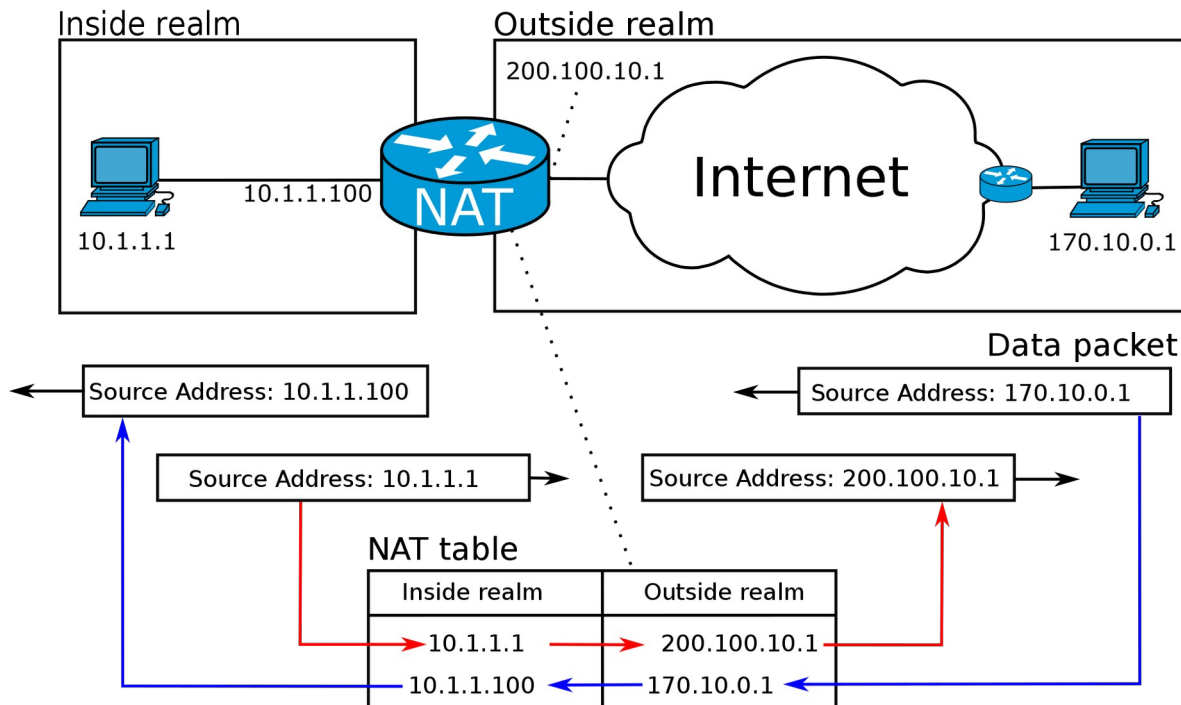 Inside realm
Outside realm
200.100.10.1
Internet
10.1.1.100
NAT
10.1.1.1
170.10.0.1
Data packet
Source Address: 10.1.1.100
Source Address: 170.10.0.1
Source Address: 10.1.1.1
Source Address: 200.100.10.1
NAT table
Inside realm
Outside realm
10.1.1.1
200.100.10.1
10.1.1.100
170.10.0.1